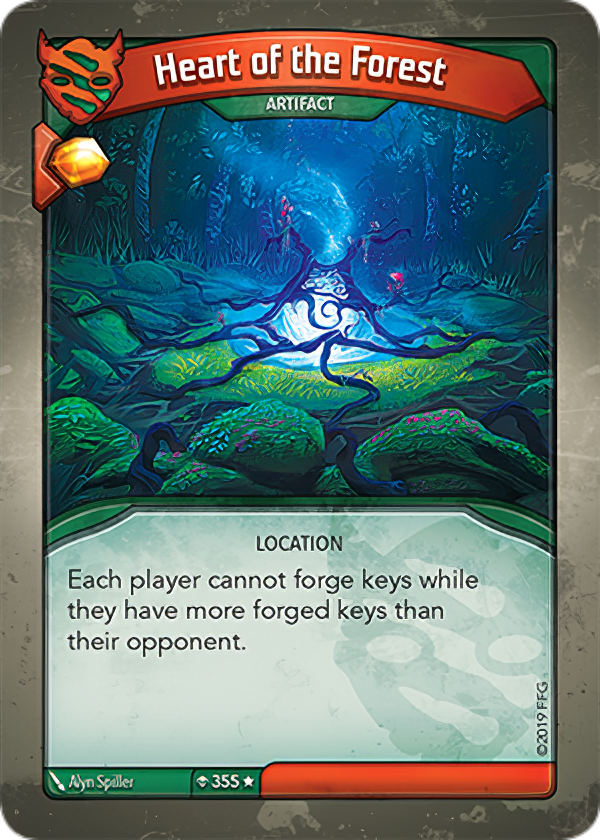 Heart of the Forest
ARTIFACT
LOCATION
Each player cannot forge keys while
they have more forged keys than
their opponent.
©2019 FFG
Alyn Spiller
355